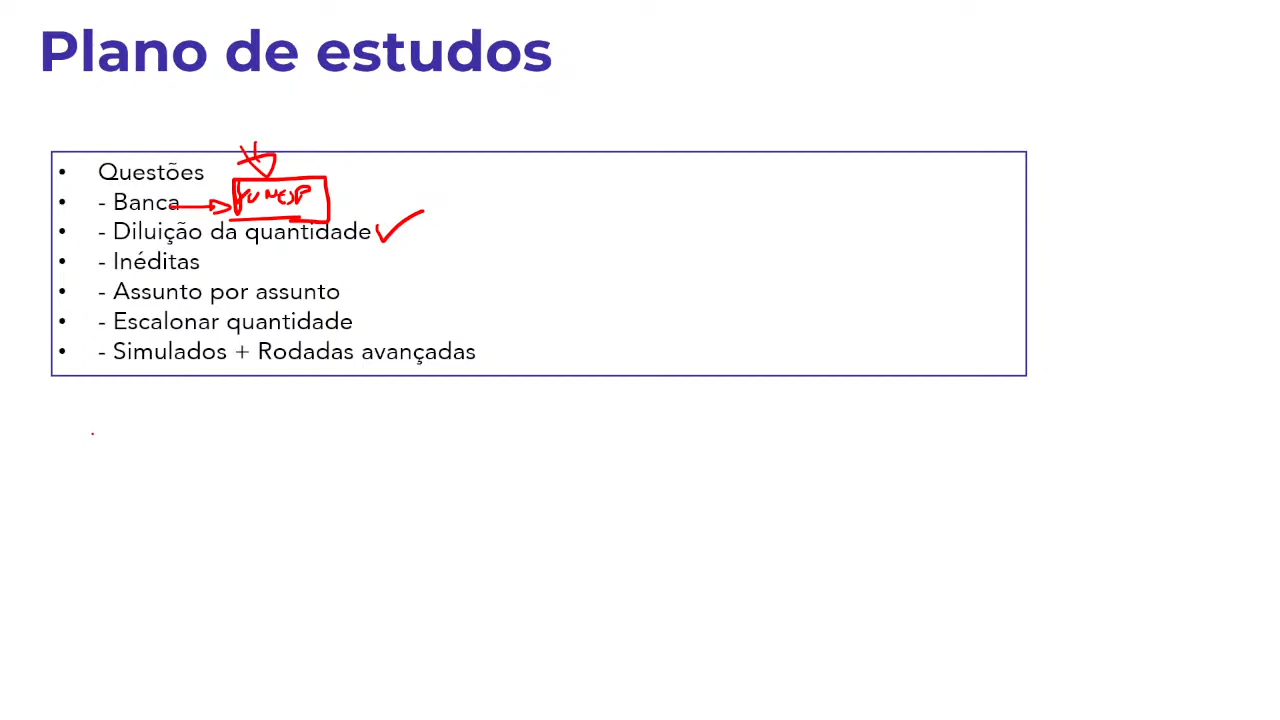 Plano de estudos
• Questões
• - Banca
• - Diluição da quantidade
• - Inéditas
• - Assunto por assunto
• - Escalonar quantidade
• - Simulados + Rodadas avançadas